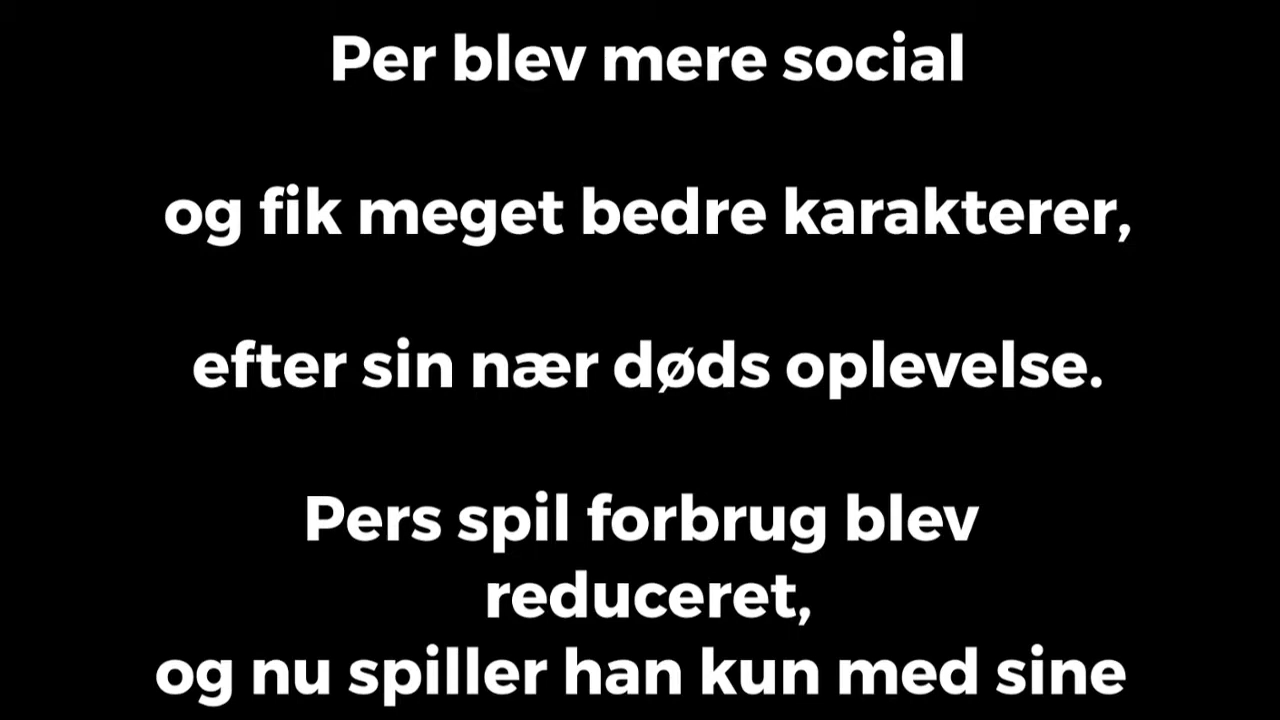 Per blev mere social
og fik meget bedre karakterer,
efter sin nær døds oplevelse.
Pers spil forbrug blev
reduceret,
og nu spiller han kun med sine